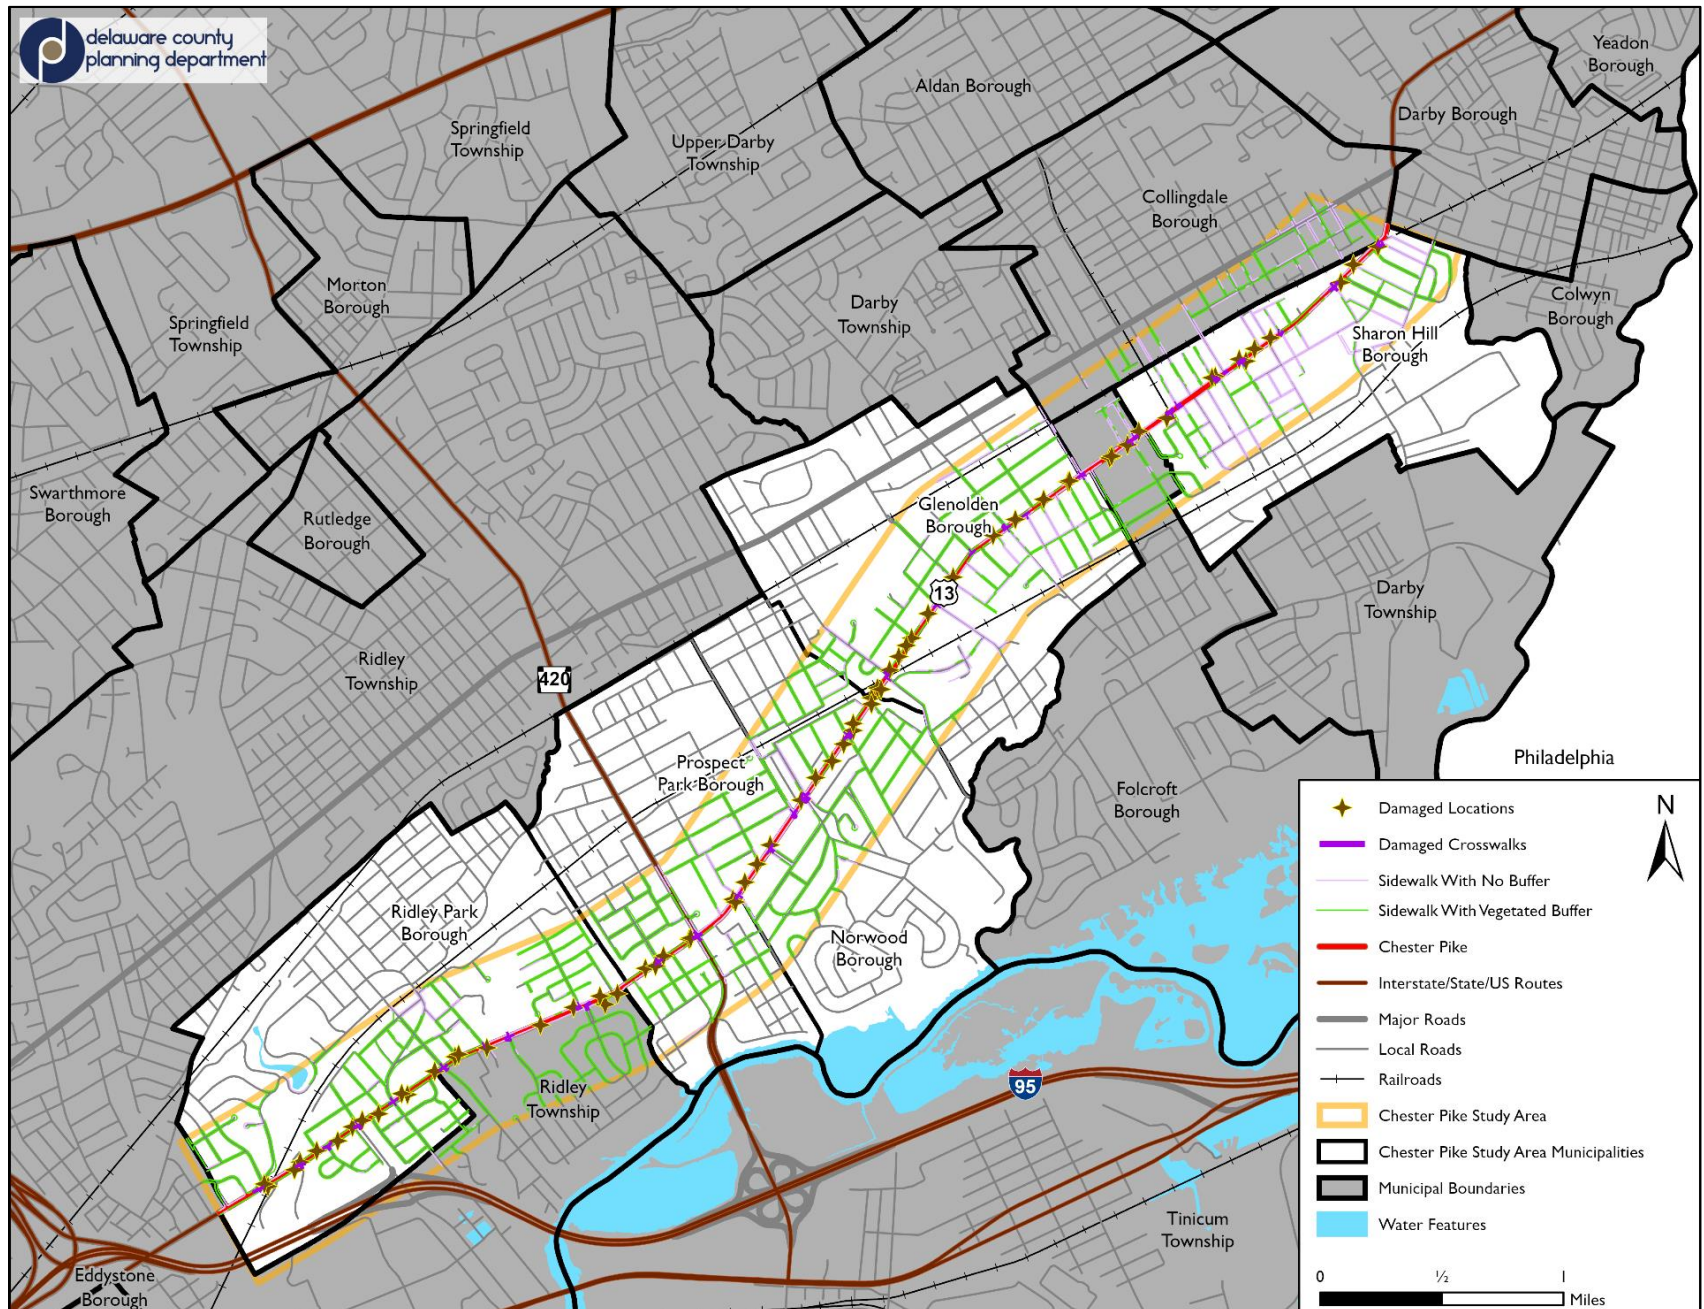 delaware county
planning department
Yeadon
Borough
Aldan Borough
Darby Borough
Springfield
Township
Upper Darby
Township
Collingdale
Borough
Morton
Borough
Darby
Township
Colwyn
Borough
Springfield
Township
Sharon Hill
Borough
Swarthmore
Borough
Rutledge
Borough
Glenolden
Borough
13
Darby
Township
Ridley
Township
420
Prospect
Park Borough
Philadelphia
Folcroft
Borough
Ridley Park
Borough
Norwood
Borough
Ridley
Township
95
Tinicum
Township
Eddystone
Borough
N
Damaged Locations
Damaged Crosswalks
Sidewalk With No Buffer
Sidewalk With Vegetated Buffer
Chester Pike
Interstate/State/US Routes
Major Roads
Local Roads
Railroads
Chester Pike Study Area
Chester Pike Study Area Municipalities
Municipal Boundaries
Water Features
0 ½ 1
Miles